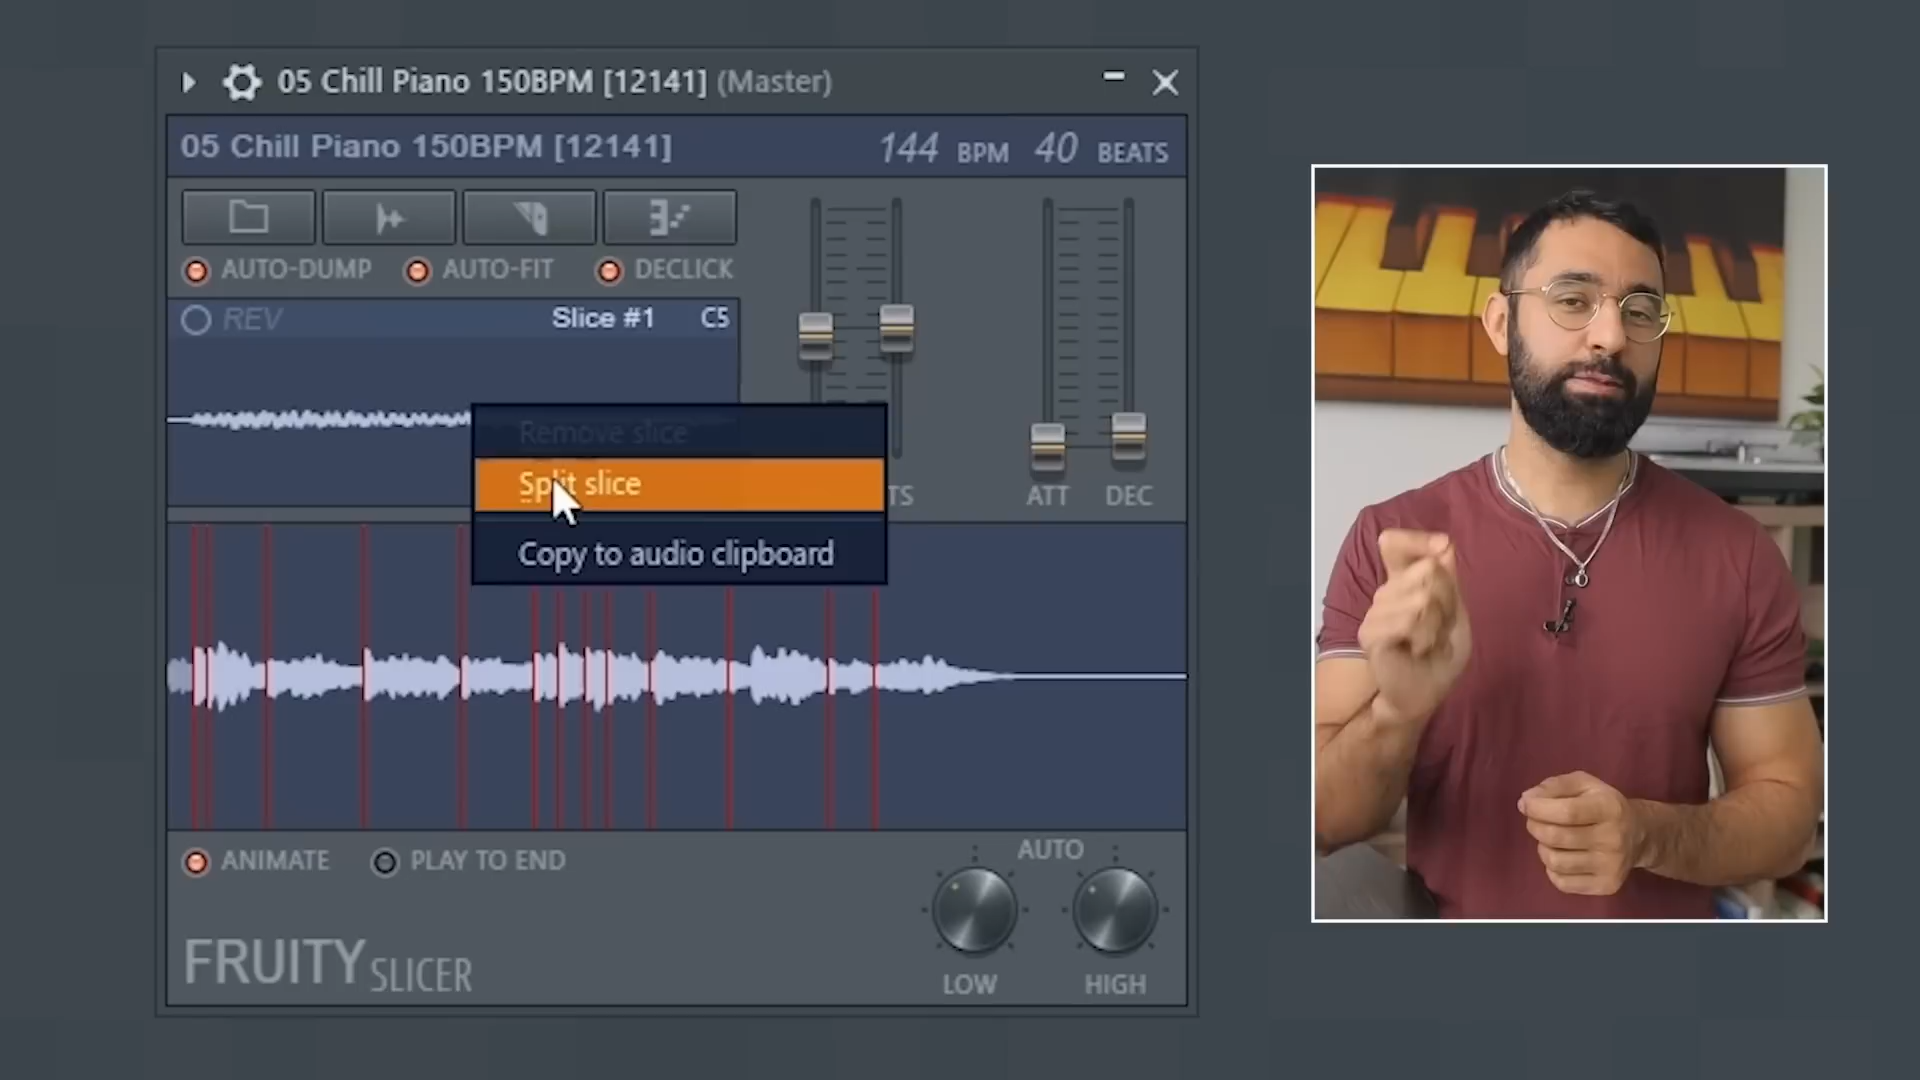 05 Chill Piano 150BPM [12141] (Master)
05 Chill Piano 150BPM [12141]
144 BPM 40 BEATS
AUTO-DUMP AUTO-FIT DECLICK
REV Slice #1 C5
Remove slice
Split slice
Copy to audio clipboard
TS
ATT DEC
ANIMATE PLAY TO END
AUTO
LOW HIGH
FRUITY SLICER